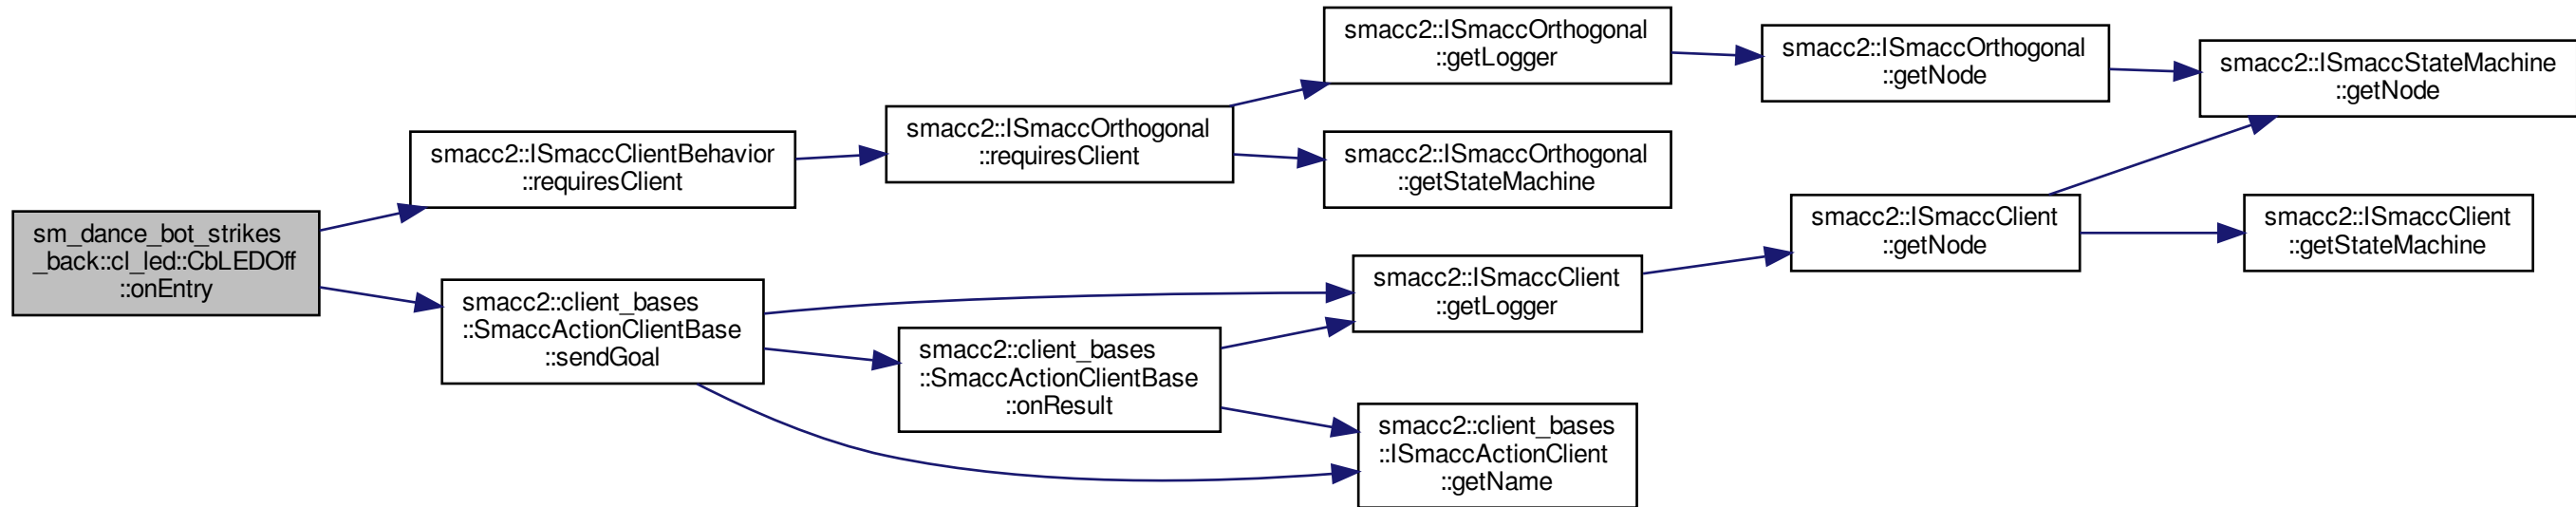 sm_dance_bot_strikes
_back::cl_led::CbLEDOff
::onEntry
smacc2::ISmaccClientBehavior
::requiresClient
smacc2::ISmaccOrthogonal
::requiresClient
smacc2::ISmaccOrthogonal
::getLogger
smacc2::ISmaccOrthogonal
::getNode
smacc2::ISmaccStateMachine
::getNode
smacc2::ISmaccOrthogonal
::getStateMachine
smacc2::client_bases
::SmaccActionClientBase
::sendGoal
smacc2::ISmaccClient
::getLogger
smacc2::ISmaccClient
::getNode
smacc2::ISmaccClient
::getStateMachine
smacc2::client_bases
::SmaccActionClientBase
::onResult
smacc2::client_bases
::ISmaccActionClient
::getName